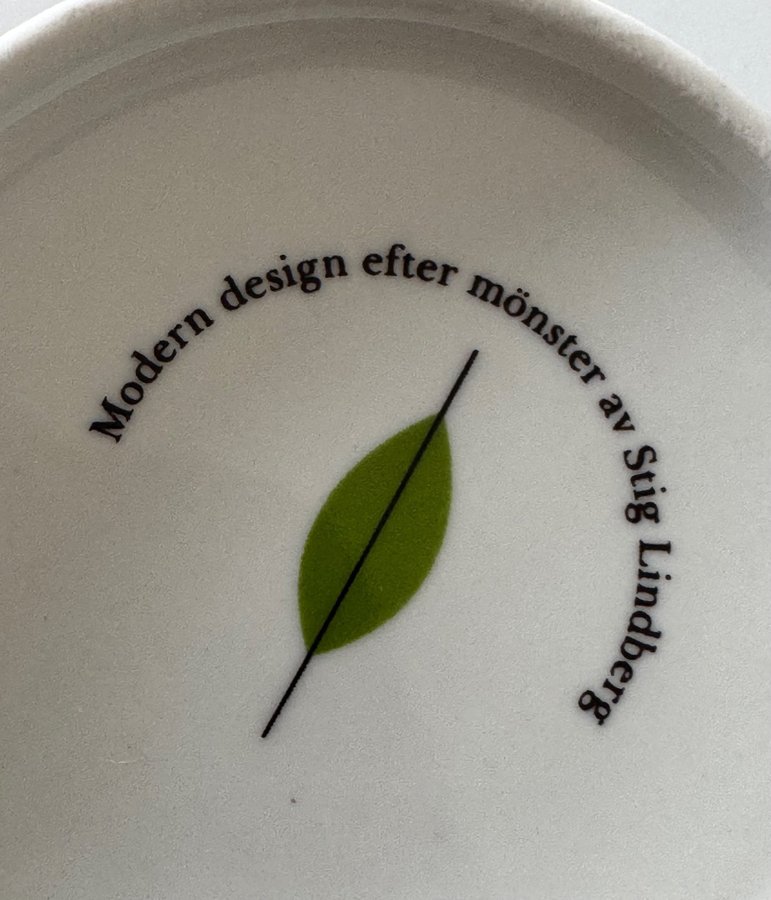 Modern design efter mönster av Stig Lindberg